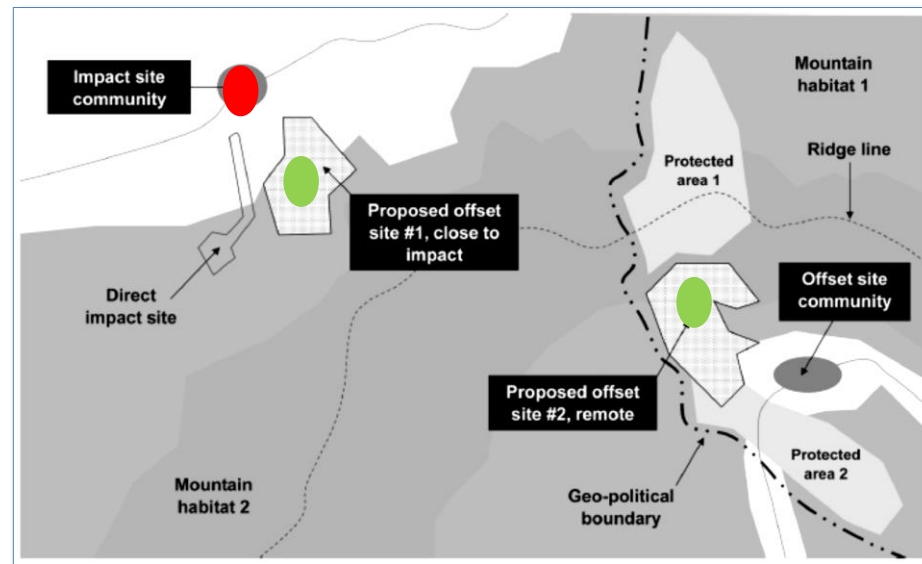 Impact site
community
Mountain
habitat 1
Ridge line
Protected
area 1
Proposed offset
site #1, close to
impact
Offset site
community
Direct
impact site
Proposed offset
site #2, remote
Protected
area 2
Mountain
habitat 2
Geo-political
boundary